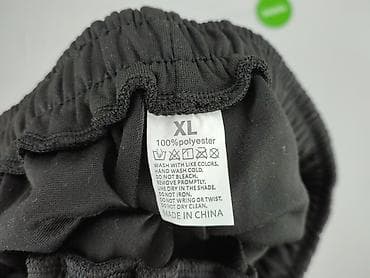 XL
100%polyester
WASH WITH LIKE COLORS,
HAND WASH COLD.
DO NOT BLEACH.
REMOVE PROMPTLY.
LINE DRY IN THE SHADE.
DO NOT IRON.
DO NOT WRING OR TWIST.
DO NOT DRY CLEAN.
MADE IN CHINA